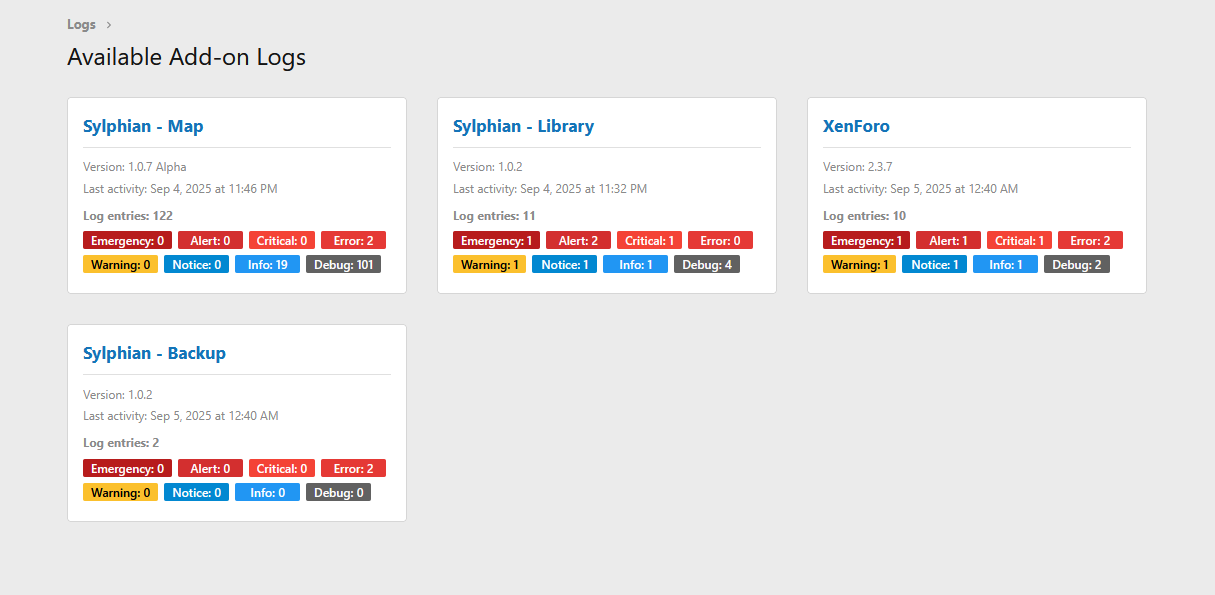 Logs
Available Add-on Logs
Sylphian - Map
Version: 1.0.7 Alpha
Last activity: Sep 4, 2025 at 11:46 PM
Log entries: 122
Emergency: 0 Alert: 0 Critical: 0 Error: 2
Warning: 0 Notice: 0 Info: 19 Debug: 101
Sylphian - Library
Version: 1.0.2
Last activity: Sep 4, 2025 at 11:32 PM
Log entries: 11
Emergency: 1 Alert: 2 Critical: 1 Error: 0
Warning: 1 Notice: 1 Info: 1 Debug: 4
XenForo
Version: 2.3.7
Last activity: Sep 5, 2025 at 12:40 AM
Log entries: 10
Emergency: 1 Alert: 1 Critical: 1 Error: 2
Warning: 1 Notice: 1 Info: 1 Debug: 2
Sylphian - Backup
Version: 1.0.2
Last activity: Sep 5, 2025 at 12:40 AM
Log entries: 2
Emergency: 0 Alert: 0 Critical: 0 Error: 2
Warning: 0 Notice: 0 Info: 0 Debug: 0